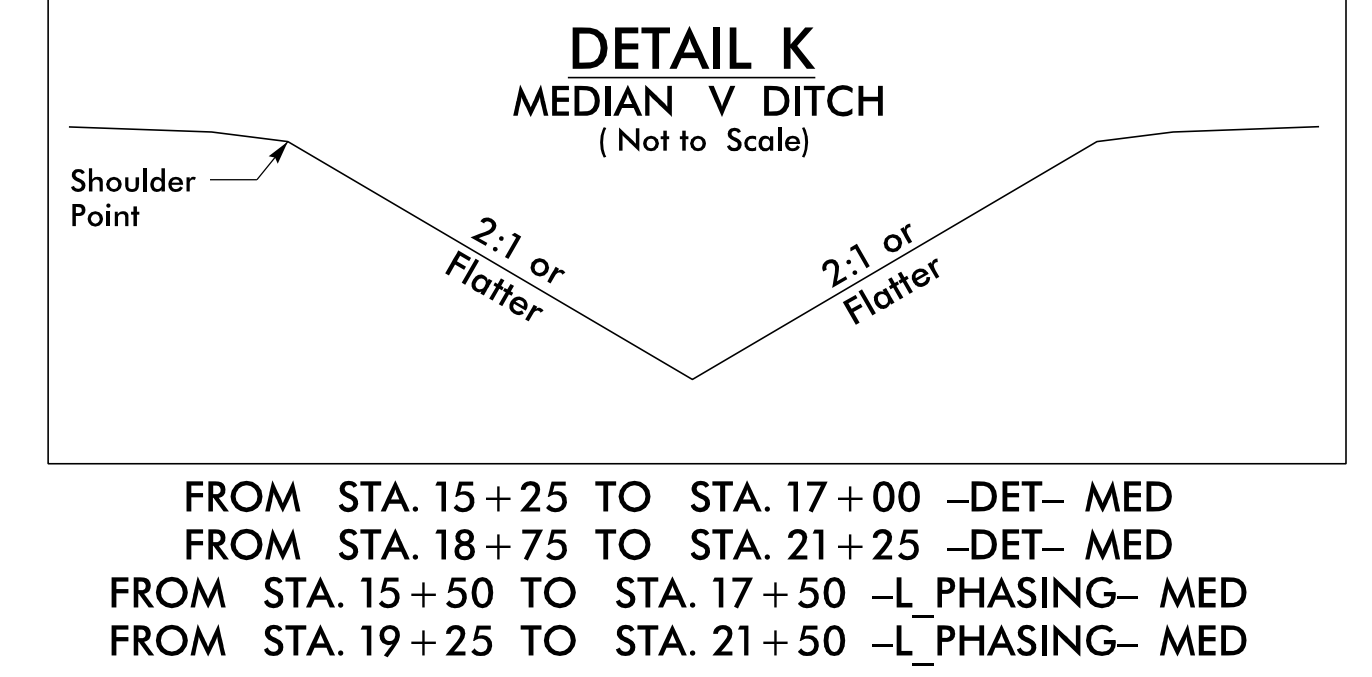 DETAIL K
MEDIAN V DITCH
( Not to Scale)
Shoulder
Point
2:1 or
Flatter
2:1 or
Flatter
FROM STA. 15+25 TO STA. 17+00 –DET– MED
FROM STA. 18+75 TO STA. 21+25 –DET– MED
FROM STA. 15+50 TO STA. 17+50 –L_PHASING– MED
FROM STA. 19+25 TO STA. 21+50 –L_PHASING– MED